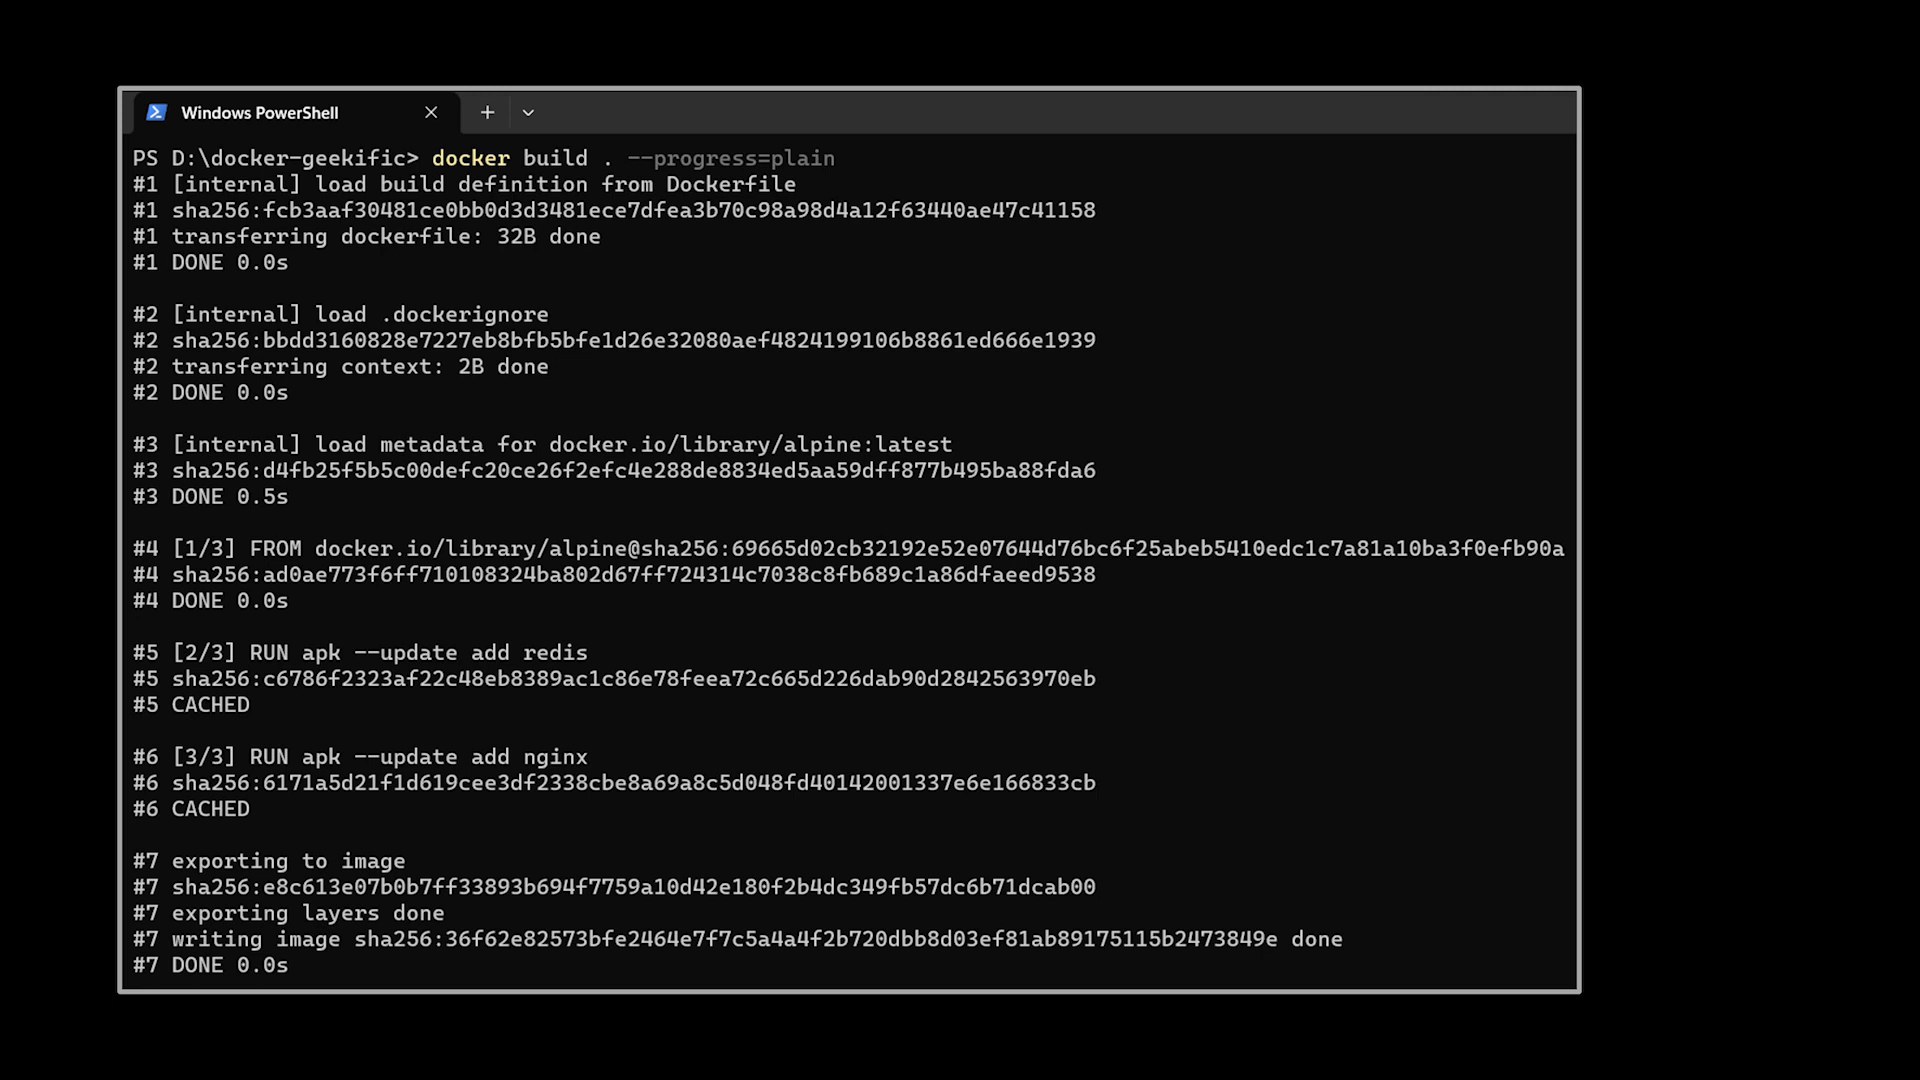 Windows PowerShell
PS D:\docker-geekific> docker build . --progress=plain
#1 [internal] load build definition from Dockerfile
#1 sha256:fcb3aaf30481ce0bb0d3d3481ece7dfea3b70c98a98d4a12f63440ae47c41158
#1 transferring dockerfile: 32B done
#1 DONE 0.0s
#2 [internal] load .dockerignore
#2 sha256:bbdd3160828e7227eb8bfb5bfe1d26e32080aef4824199106b8861ed666e1939
#2 transferring context: 2B done
#2 DONE 0.0s
#3 [internal] load metadata for docker.io/library/alpine:latest
#3 sha256:d4fb25f5b5c00defc20ce26f2efc4e288de8834ed5aa59dff877b495ba88fda6
#3 DONE 0.5s
#4 [1/3] FROM docker.io/library/alpine@sha256:69665d02cb32192e52e07644d76bc6f25abeb5410edc1c7a81a10ba3f0efb90a
#4 sha256:ad0ae773f6ff710108324ba802d67ff724314c7038c8fb689c1a86dfaeed9538
#4 DONE 0.0s
#5 [2/3] RUN apk --update add redis
#5 sha256:c6786f2323af22c48eb8389ac1c86e78feea72c665d226dab90d2842563970eb
#5 CACHED
#6 [3/3] RUN apk --update add nginx
#6 sha256:6171a5d21f1d619cee3df2338cbe8a69a8c5d048fd40142001337e6e166833cb
#6 CACHED
#7 exporting to image
#7 sha256:e8c613e07b0b7ff33893b694f7759a10d42e180f2b4dc349fb57dc6b71dcab00
#7 exporting layers done
#7 writing image sha256:36f62e82573bfe2464e7f7c5a4a4f2b720dbb8d03ef81ab89175115b2473849e done
#7 DONE 0.0s